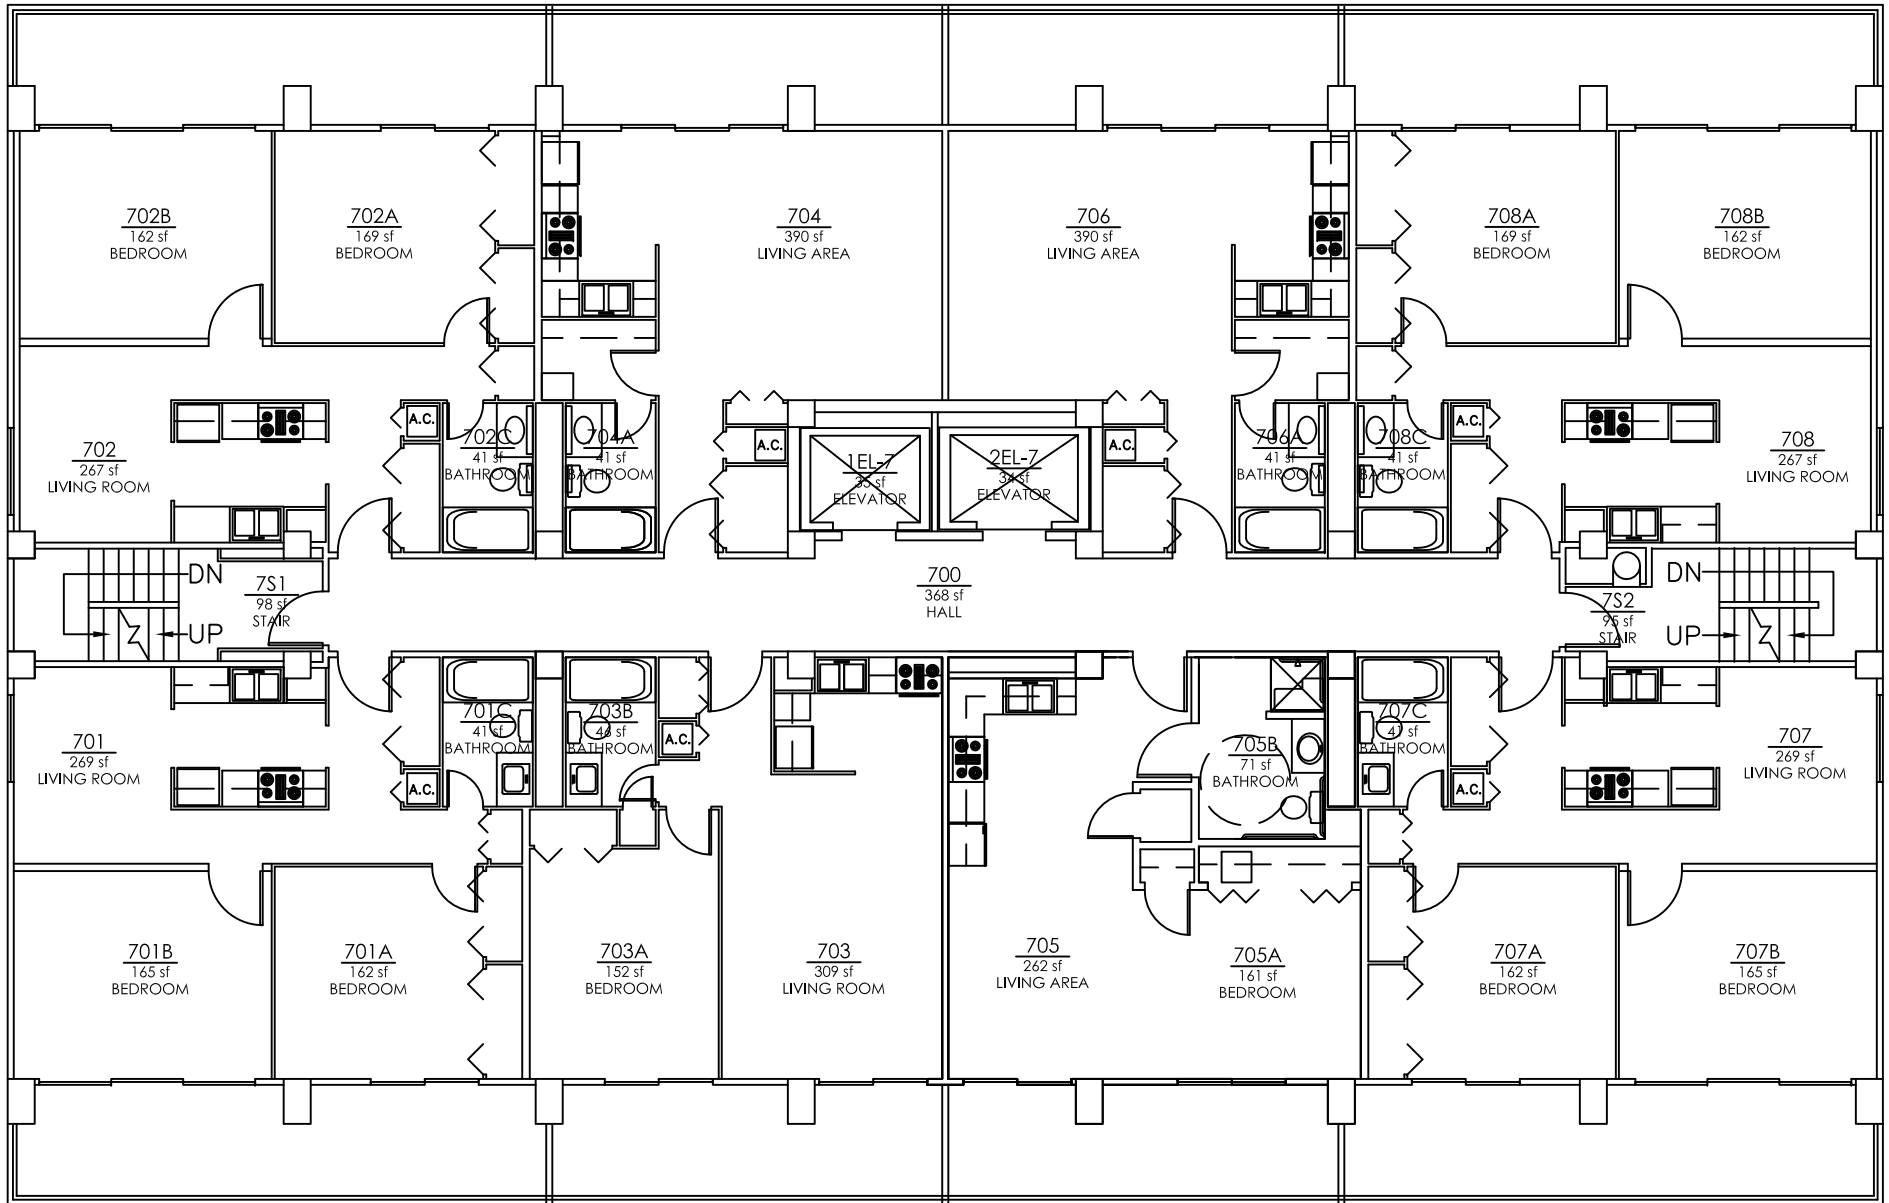 702B
162 sf
BEDROOM
702A
169 sf
BEDROOM
704
390 sf
LIVING AREA
706
390 sf
LIVING AREA
708A
169 sf
BEDROOM
708B
162 sf
BEDROOM
702
267 sf
LIVING ROOM
A.C.
702C
41 sf
BATHROOM
704A
41 sf
BATHROOM
A.C.
1EL-7
35 sf
ELEVATOR
2EL-7
34 sf
ELEVATOR
A.C.
706A
41 sf
BATHROOM
708C
41 sf
BATHROOM
A.C.
708
267 sf
LIVING ROOM
DN
UP
7S1
98 sf
STAIR
700
368 sf
HALL
7S2
95 sf
STAIR
DN
UP
701
269 sf
LIVING ROOM
A.C.
701C
41 sf
BATHROOM
703B
46 sf
BATHROOM
A.C.
705B
71 sf
BATHROOM
707C
41 sf
BATHROOM
A.C.
707
269 sf
LIVING ROOM
701B
165 sf
BEDROOM
701A
162 sf
BEDROOM
703A
152 sf
BEDROOM
703
309 sf
LIVING ROOM
705
262 sf
LIVING AREA
705A
161 sf
BEDROOM
707A
162 sf
BEDROOM
707B
165 sf
BEDROOM